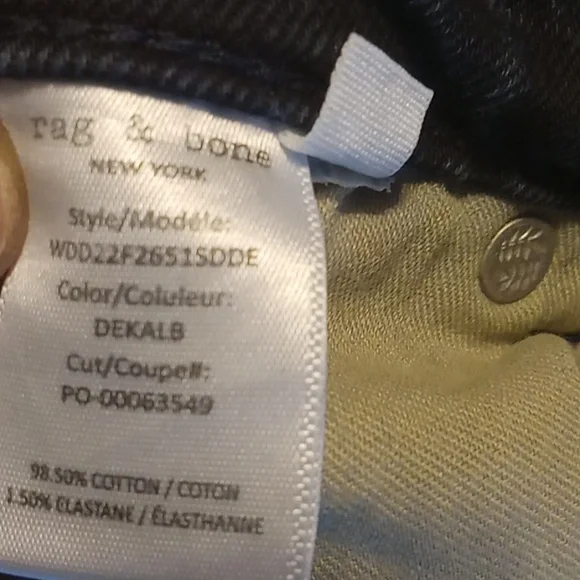 rag & bone
NEW YORK
Style/Modéle:
WDD22F2651SDDE
Color/Coluleur:
DEKALB
Cut/Coupe#:
PO-00063549
98.50% COTTON / COTON
1.50% ELASTANE / ÉLASTHANNE